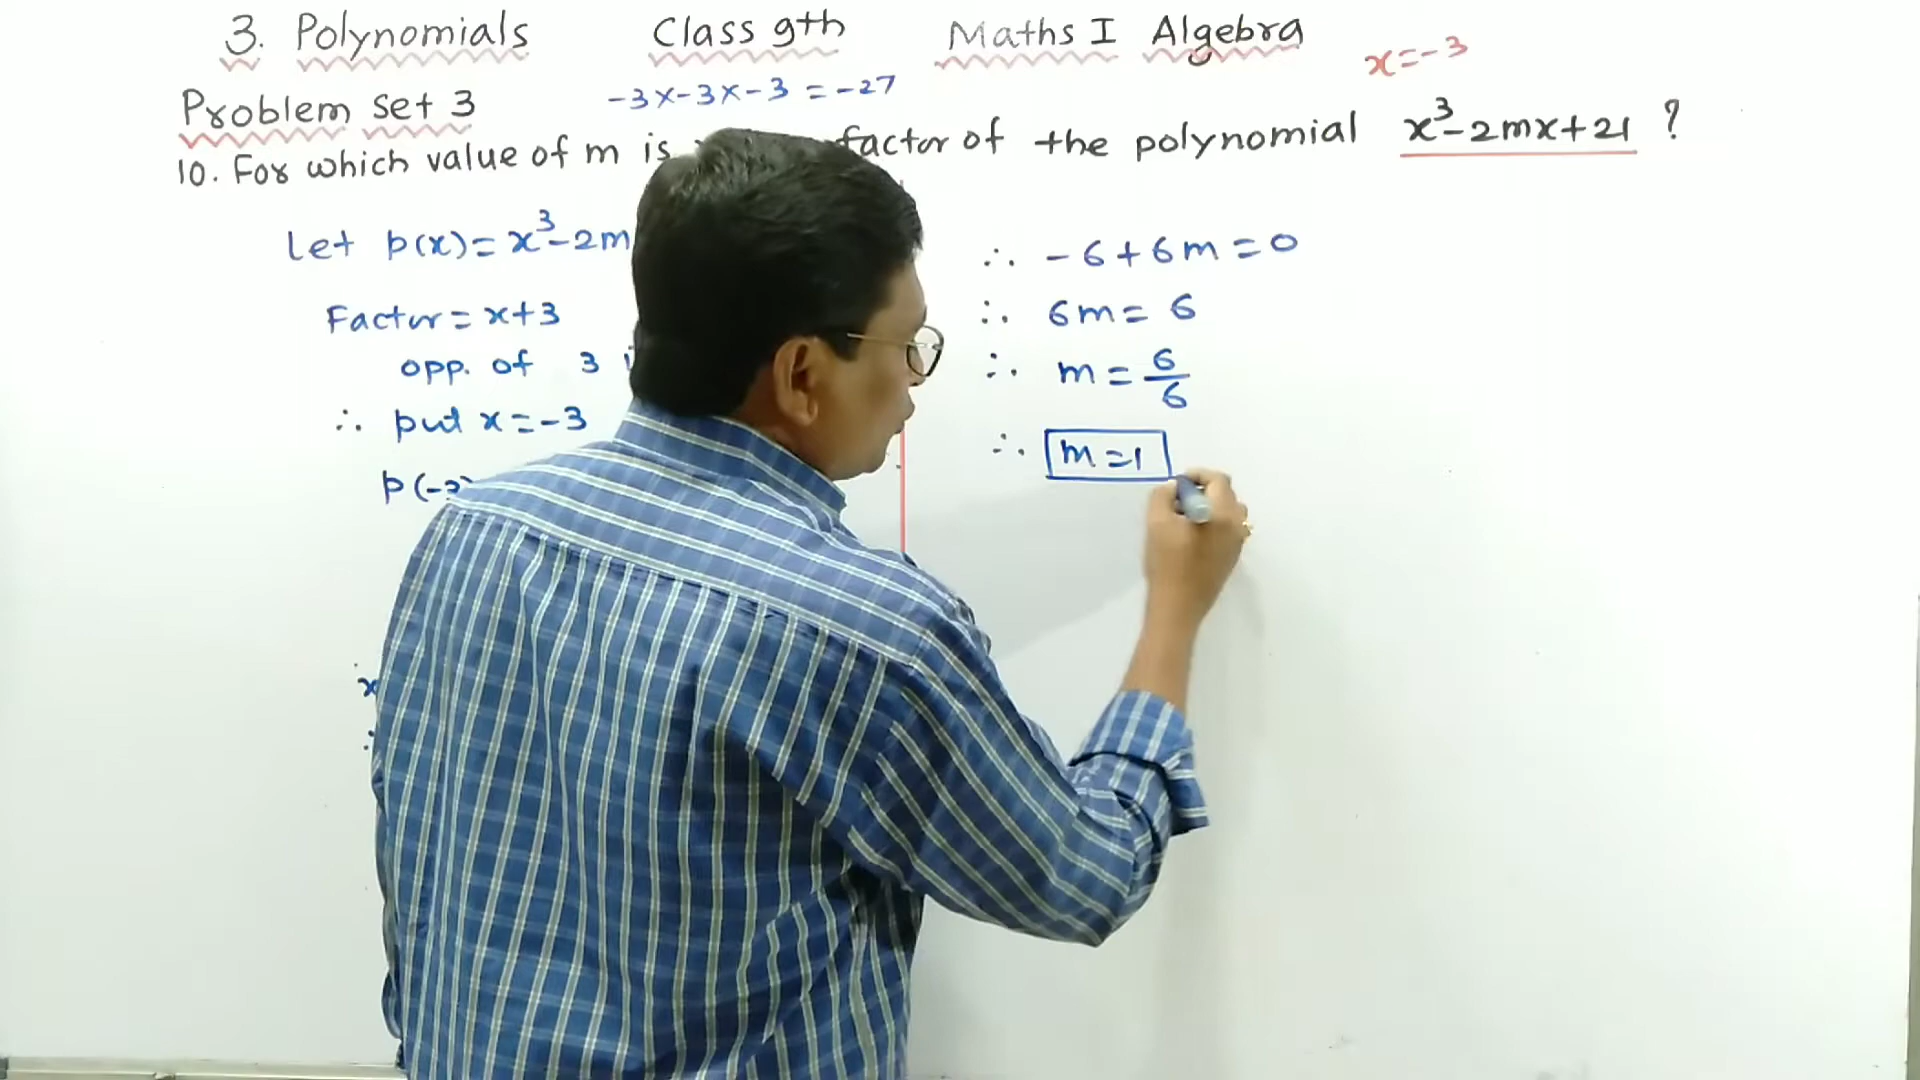 3. Polynomials Class 9th Maths I Algebra
x=-3
Problem set 3 -3x-3x-3 = -27
10. For which value of m is factor of the polynomial x³-2mx+21 ?
Let p(x)= x³-2m
Factor= x+3
opp. of 3
∴ put x=-3
p(-3)
x
∴ -6+6m=0
∴ 6m= 6
∴ m= 6/6
∴ m=1